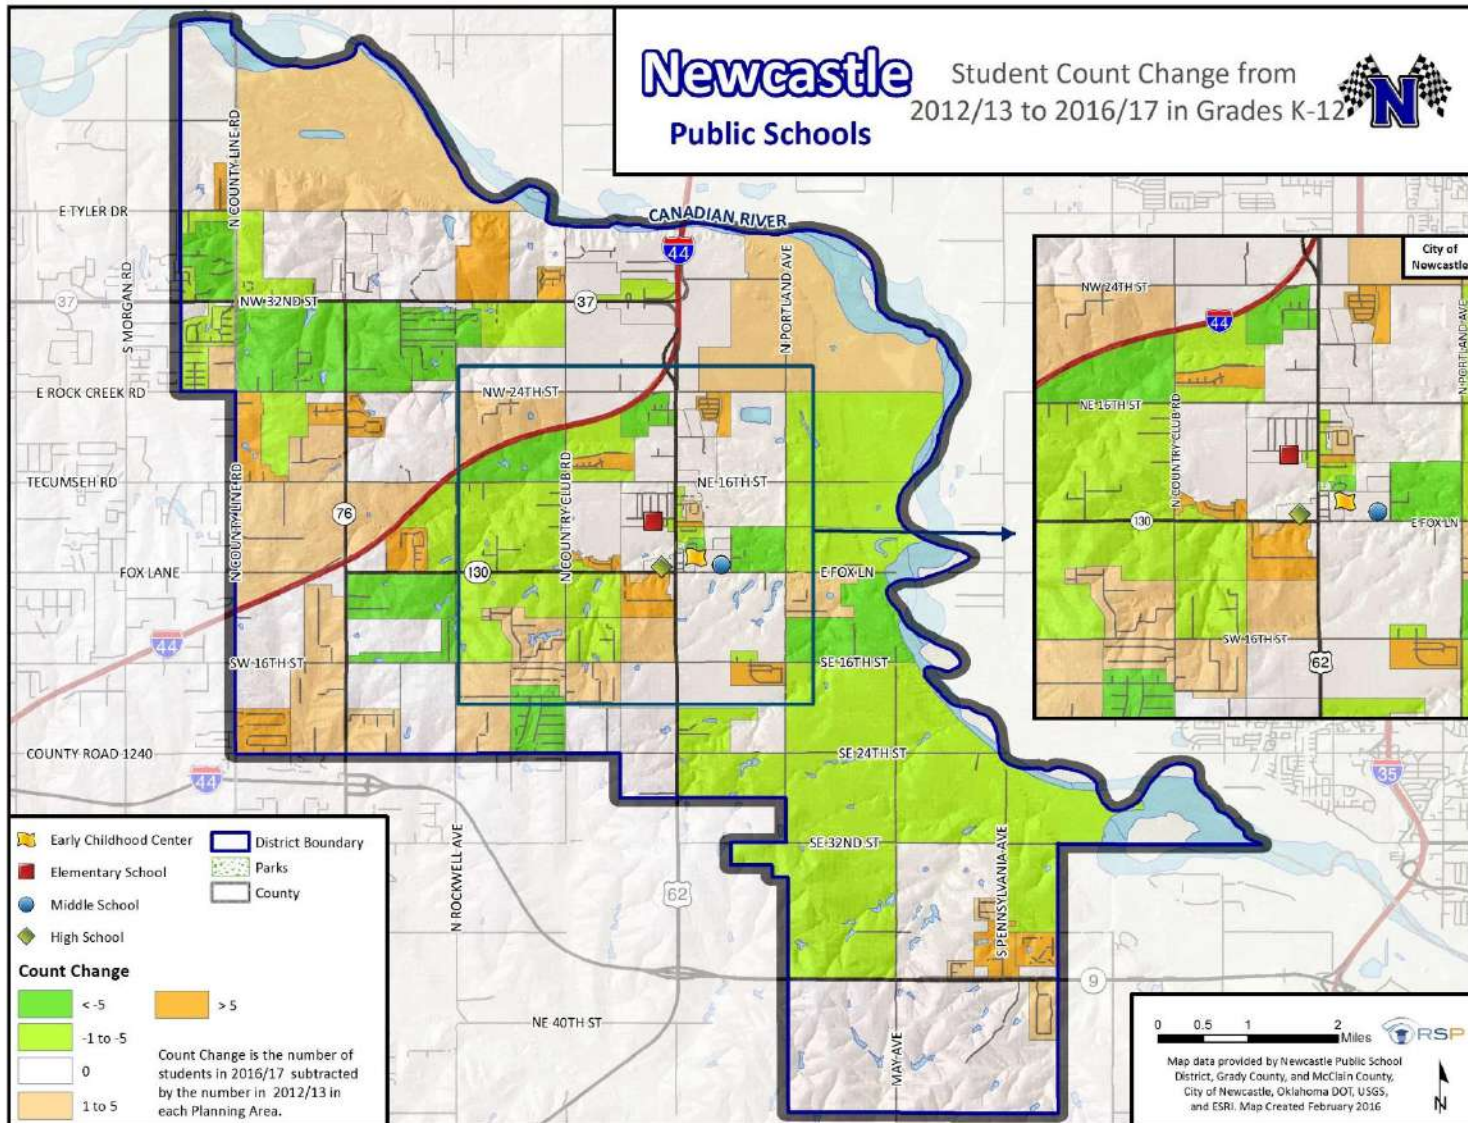 Newcastle
Public Schools
Student Count Change from
2012/13 to 2016/17 in Grades K-12
N
CANADIAN RIVER
44
N COUNTY LINE RD
E TYLER DR
S MORGAN RD
37
NW 32ND ST
37
N PORTLAND AVE
E ROCK CREEK RD
NW 24TH ST
N COUNTRY CLUB RD
TECUMSEH RD
N COUNTY LINE RD
NE 16TH ST
76
FOX LANE
130
E FOX LN
44
SW 16TH ST
SE 16TH ST
COUNTY ROAD 1240
44
SE 24TH ST
35
SE 32ND ST
N ROCKWELL AVE
62
S PENNSYLVANIA AVE
9
NE 40TH ST
MAY AVE
City of
Newcastle
NW 24TH ST
44
N PORTLAND AVE
NE 16TH ST
N COUNTRY CLUB RD
130
E FOX LN
SW 16TH ST
62
Early Childhood Center
Elementary School
Middle School
High School
District Boundary
Parks
County
Count Change
< -5
-1 to -5
0
1 to 5
> 5
Count Change is the number of
students in 2016/17 subtracted
by the number in 2012/13 in
each Planning Area.
0 0.5 1 2
Miles
RSP
Map data provided by Newcastle Public School
District, Grady County, and McClain County,
City of Newcastle, Oklahoma DOT, USGS,
and ESRI. Map Created February 2016
N